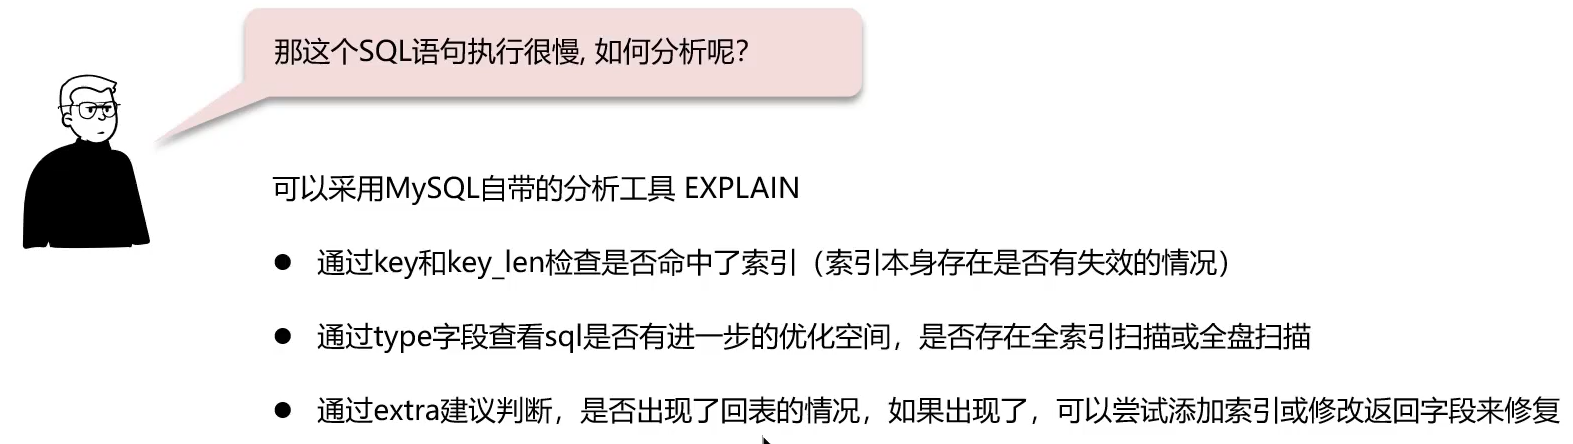 那这个SQL语句执行很慢, 如何分析呢？
可以采用MySQL自带的分析工具 EXPLAIN
● 通过key和key_len检查是否命中了索引（索引本身存在是否有失效的情况）
● 通过type字段查看sql是否有进一步的优化空间，是否存在全索引扫描或全盘扫描
● 通过extra建议判断，是否出现了回表的情况，如果出现了，可以尝试添加索引或修改返回字段来修复